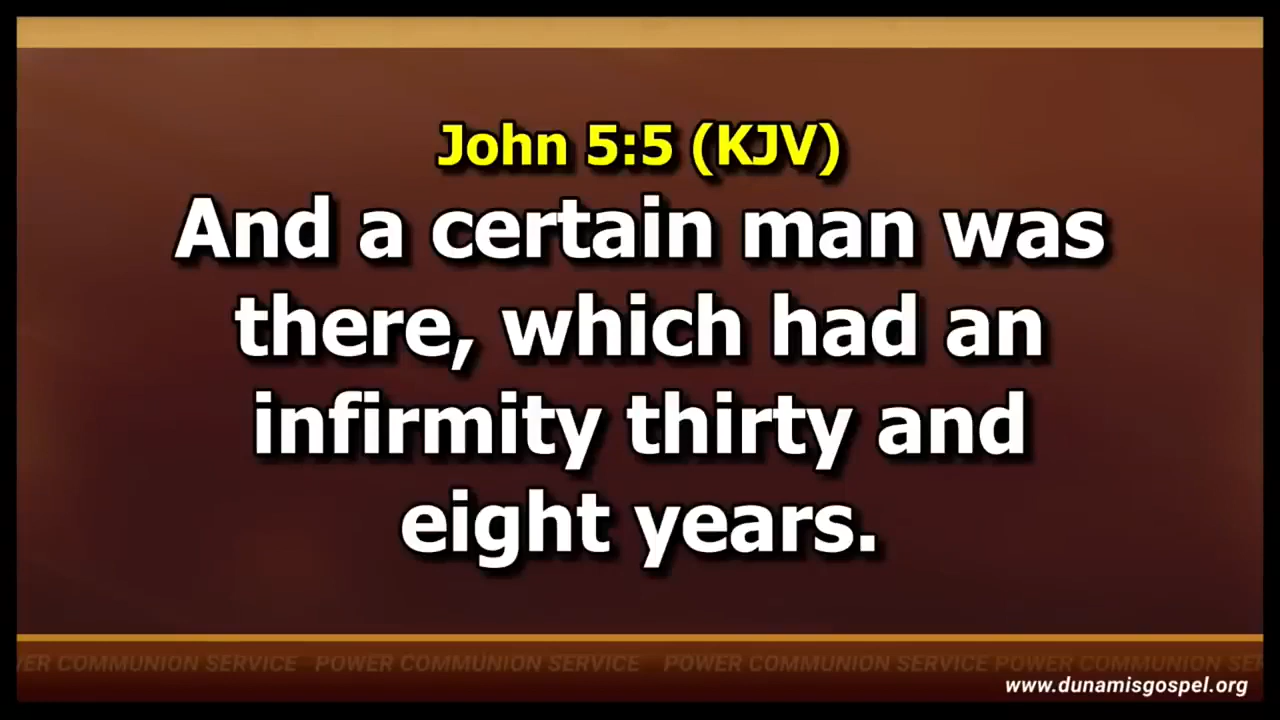 John 5:5 (KJV)
And a certain man was
there, which had an
infirmity thirty and
eight years.
ER COMMUNION SERVICE POWER COMMUNION SERVICE POWER COMMUNION SERVICE POWER COMMUNION SER
www.dunamisgospel.org